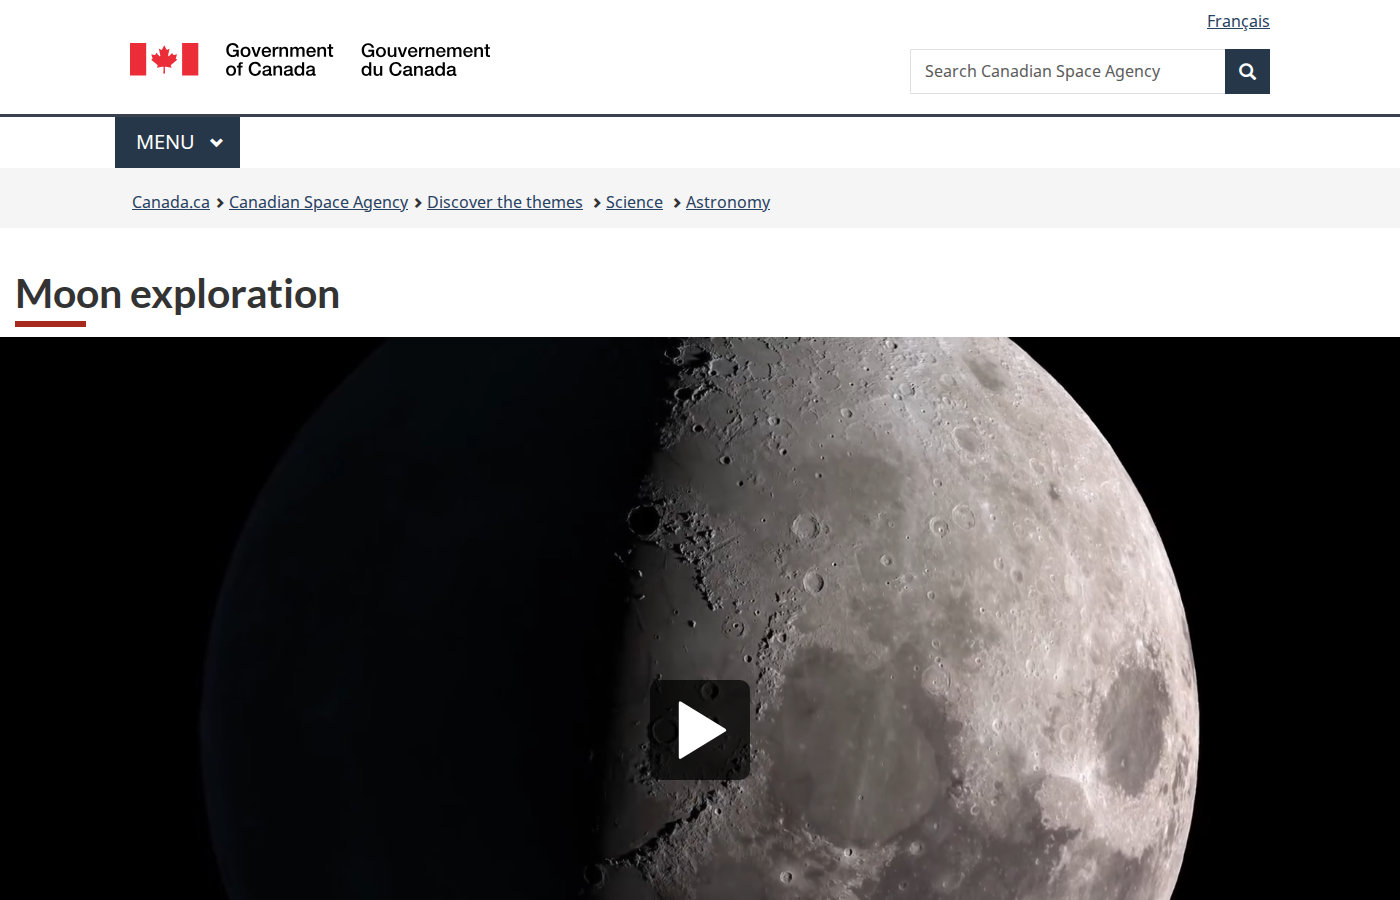 Français
Government
of Canada
Gouvernement
du Canada
Search Canadian Space Agency
MENU
Canada.ca > Canadian Space Agency > Discover the themes > Science > Astronomy
Moon exploration